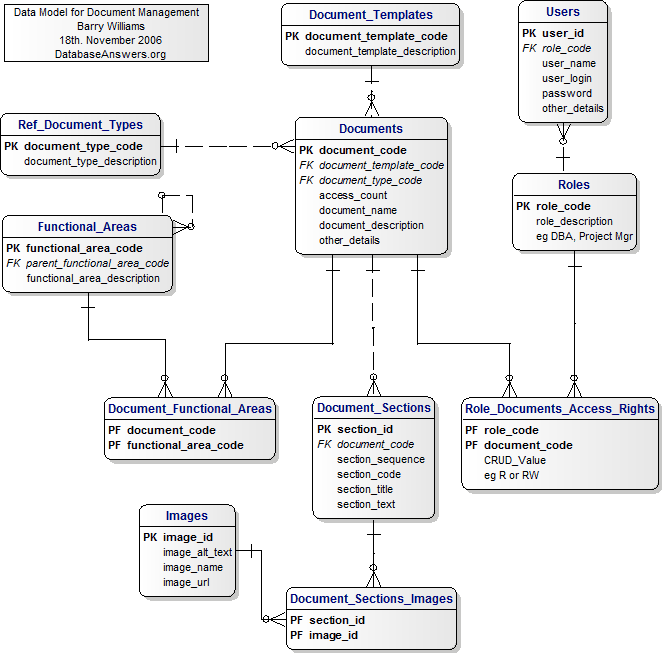 Data Model for Document Management
Barry Williams
18th. November 2006
DatabaseAnswers.org
Document_Templates
PK document_template_code
document_template_description
Users
PK user_id
FK role_code
user_name
user_login
password
other_details
Ref_Document_Types
PK document_type_code
document_type_description
Documents
PK document_code
FK document_template_code
FK document_type_code
access_count
document_name
document_description
other_details
Roles
PK role_code
role_description
eg DBA, Project Mgr
Functional_Areas
PK functional_area_code
FK parent_functional_area_code
functional_area_description
Document_Functional_Areas
PF document_code
PF functional_area_code
Document_Sections
PK section_id
FK document_code
section_sequence
section_code
section_title
section_text
Role_Documents_Access_Rights
PF role_code
PF document_code
CRUD_Value
eg R or RW
Images
PK image_id
image_alt_text
image_name
image_url
Document_Sections_Images
PF section_id
PF image_id